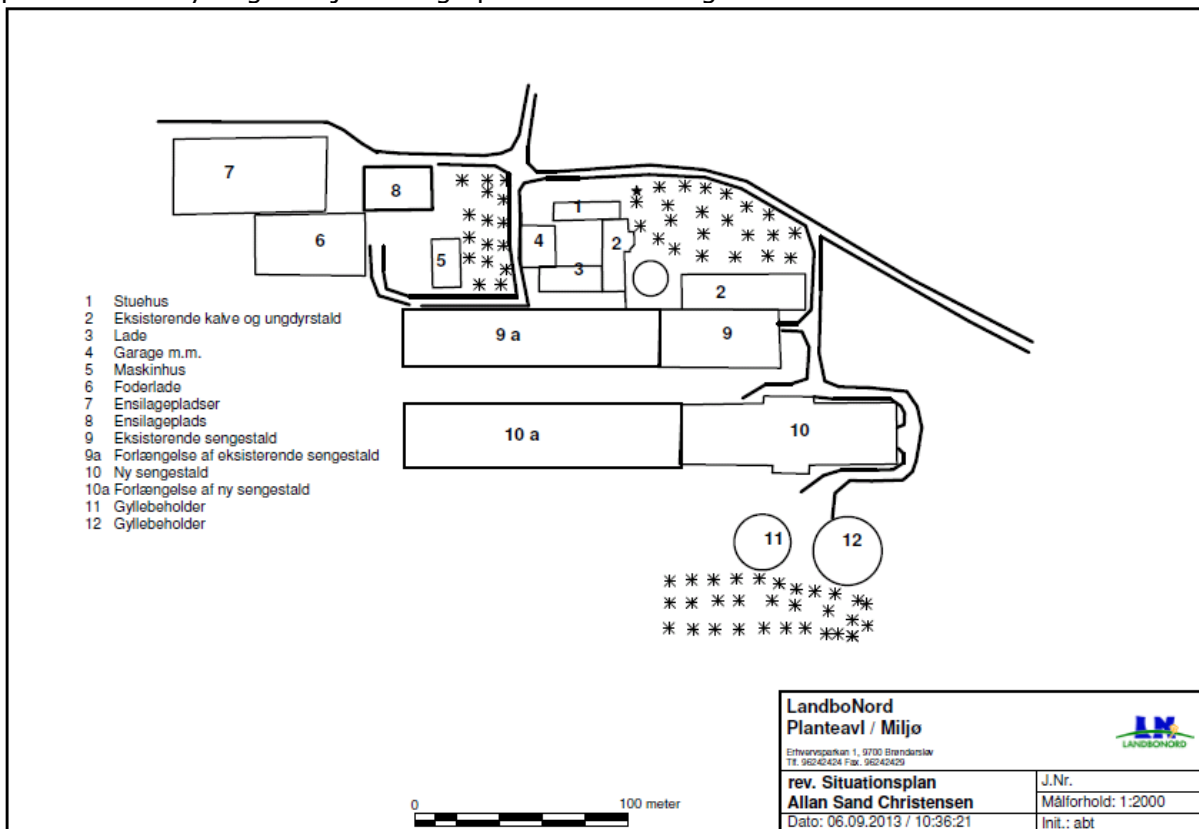 7
8
6
5
4
1
2
3
2
9 a
9
10 a
10
11
12
1 Stuehus
2 Eksisterende kalve og ungdyrstald
3 Lade
4 Garage m.m.
5 Maskinhus
6 Foderlade
7 Ensilagepladser
8 Ensilageplads
9 Eksisterende sengestald
9a Forlængelse af eksisterende sengestald
10 Ny sengestald
10a Forlængelse af ny sengestald
11 Gyllebeholder
12 Gyllebeholder
0 100 meter
LandboNord
Planteavl / Miljø
Erhvervsparken 1, 9700 Brønderslev
Tlf. 96242424 Fax. 96242429
LN
LANDBONORD
rev. Situationsplan
Allan Sand Christensen
J.Nr.
Målforhold: 1:2000
Dato: 06.09.2013 / 10:36:21
Init.: abt